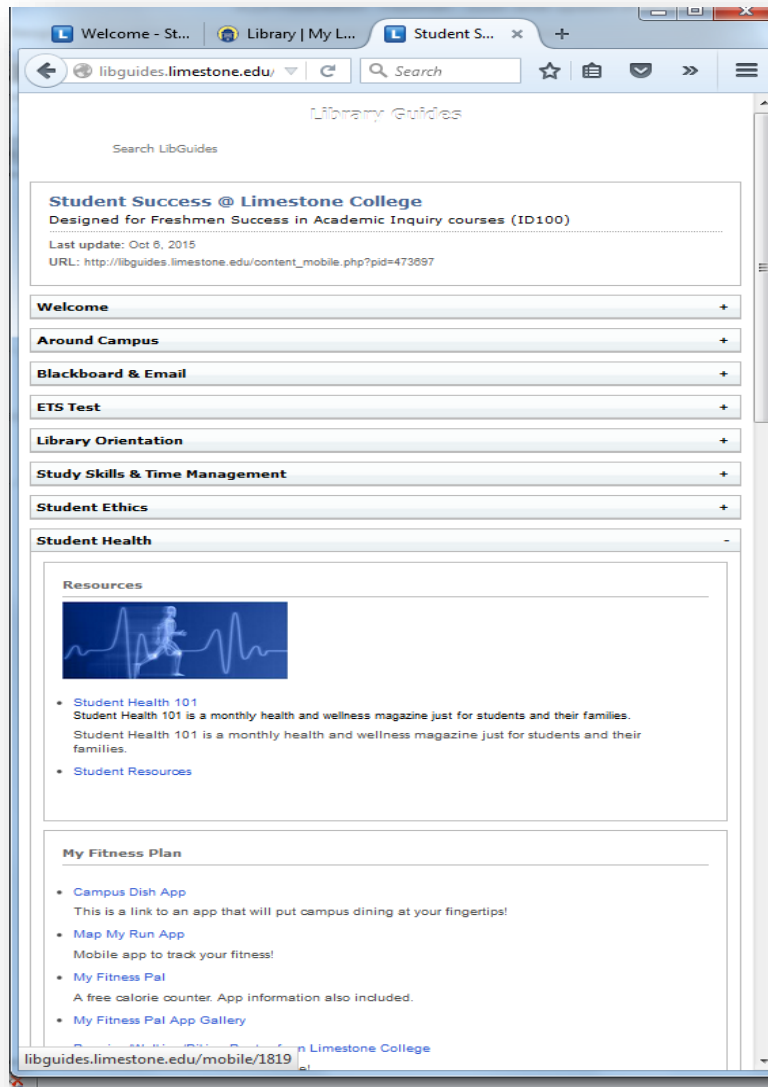 Welcome - St...
Library | My L...
Student S...
libguides.limestone.edu/
Search
Library Guides
Search LibGuides
Student Success @ Limestone College
Designed for Freshmen Success in Academic Inquiry courses (ID100)
Last update: Oct 6, 2015
URL: http://libguides.limestone.edu/content_mobile.php?pid=473697
Welcome +
Around Campus +
Blackboard & Email +
ETS Test +
Library Orientation +
Study Skills & Time Management +
Student Ethics +
Student Health -
Resources
Student Health 101
Student Health 101 is a monthly health and wellness magazine just for students and their families.
Student Health 101 is a monthly health and wellness magazine just for students and their
families.
Student Resources
My Fitness Plan
Campus Dish App
This is a link to an app that will put campus dining at your fingertips!
Map My Run App
Mobile app to track your fitness!
My Fitness Pal
A free calorie counter. App information also included.
My Fitness Pal App Gallery
Limestone College
libguides.limestone.edu/mobile/1819